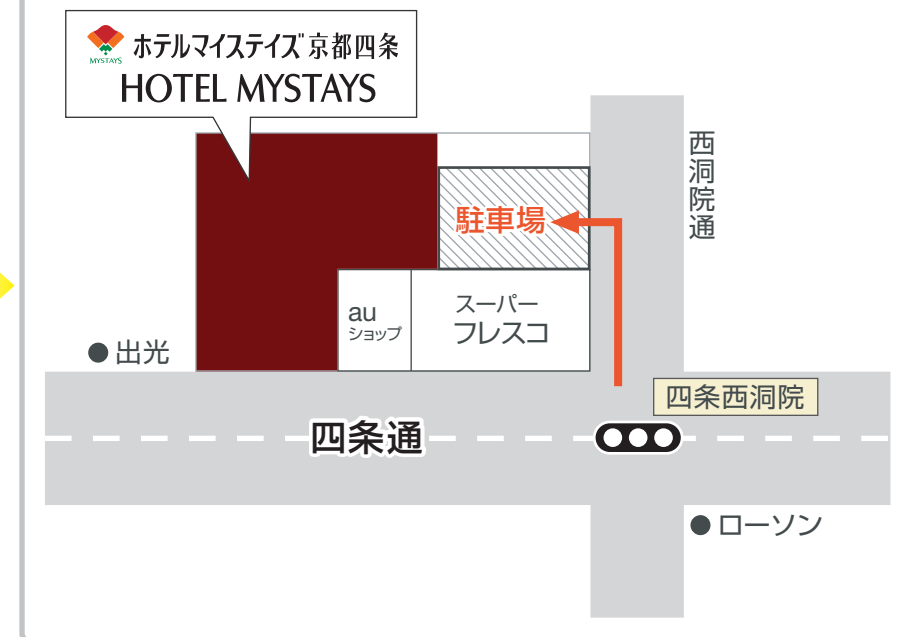 MYSTAYS
ホテルマイステイズ京都四条
HOTEL MYSTAYS
西洞院通
駐車場
au
ショップ
スーパー
フレスコ
●出光
四条西洞院
四条通
●ローソン